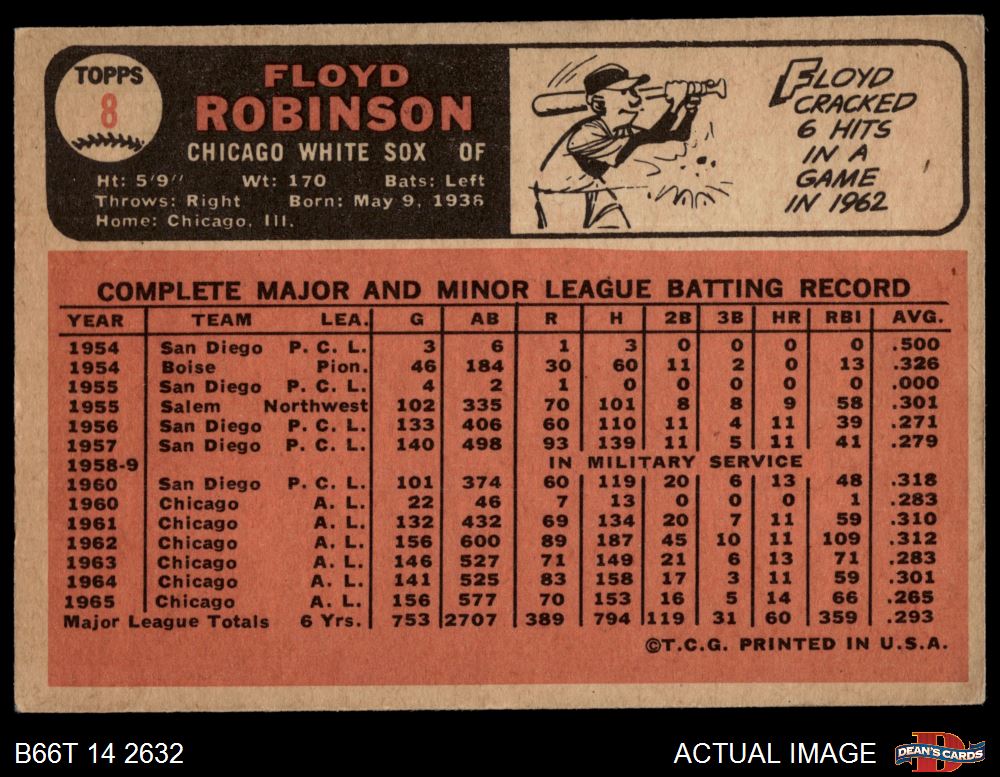 TOPPS
8
FLOYD
ROBINSON
CHICAGO WHITE SOX OF
Ht: 5'9" Wt: 170 Bats: Left
Throws: Right Born: May 9, 1936
Home: Chicago, Ill.
FLOYD
CRACKED
6 HITS
IN A
GAME
IN 1962
COMPLETE MAJOR AND MINOR LEAGUE BATTING RECORD
YEAR TEAM LEA. G AB R H 2B 3B HR RBI AVG.
1954 San Diego P. C. L. 3 6 1 3 0 0 0 0 .500
1954 Boise Pion. 46 184 30 60 11 2 0 13 .326
1955 San Diego P. C. L. 4 2 1 0 0 0 0 0 .000
1955 Salem Northwest 102 335 70 101 8 8 9 58 .301
1956 San Diego P. C. L. 133 406 60 110 11 4 11 39 .271
1957 San Diego P. C. L. 140 498 93 139 11 5 11 41 .279
1958-9 IN MILITARY SERVICE
1960 San Diego P. C. L. 101 374 60 119 20 6 13 48 .318
1960 Chicago A. L. 22 46 7 13 0 0 0 1 .283
1961 Chicago A. L. 132 432 69 134 20 7 11 59 .310
1962 Chicago A. L. 156 600 89 187 45 10 11 109 .312
1963 Chicago A. L. 146 527 71 149 21 6 13 71 .283
1964 Chicago A. L. 141 525 83 158 17 3 11 59 .301
1965 Chicago A. L. 156 577 70 153 16 5 14 66 .265
Major League Totals 6 Yrs. 753 2707 389 794 119 31 60 359 .293
©T.C.G. PRINTED IN U.S.A.
B66T 14 2632 ACTUAL IMAGE DEAN'S CARDS